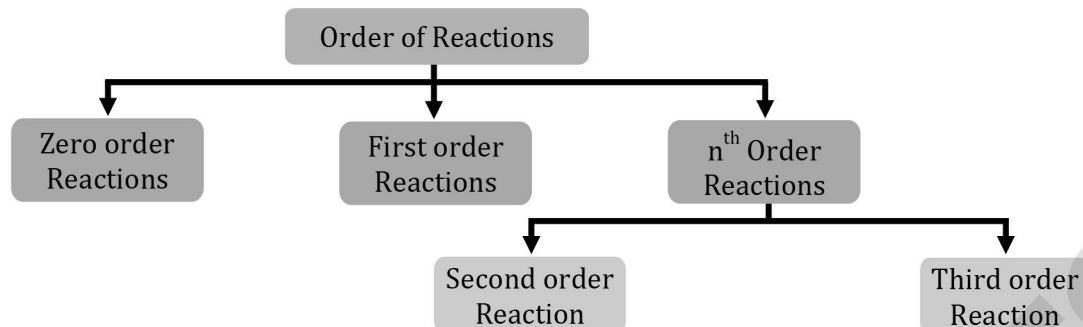 Order of Reactions
Zero order
Reactions
First order
Reactions
nth Order
Reactions
Second order
Reaction
Third order
Reaction